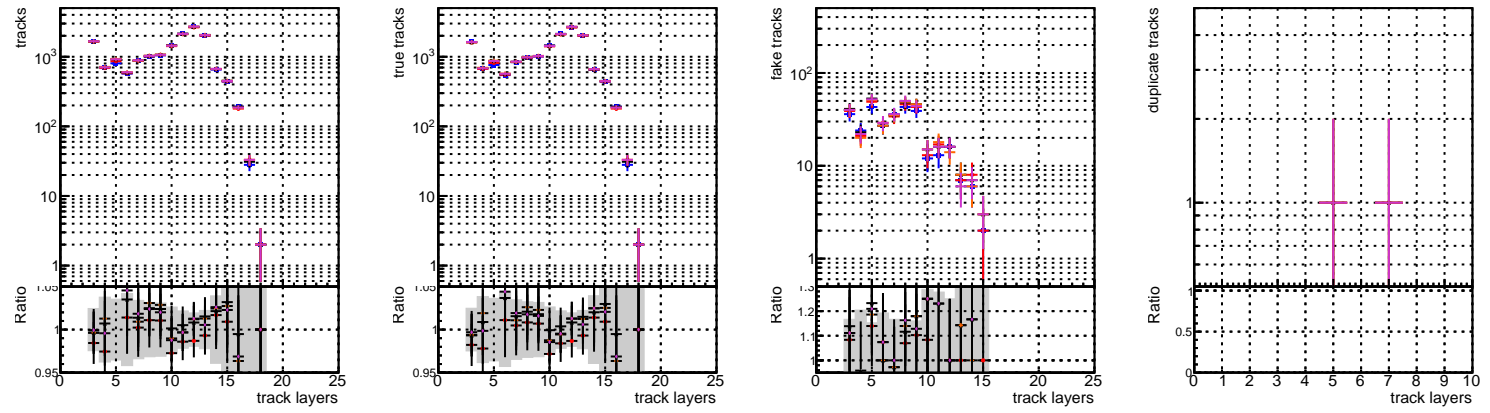 tracks
10³
10²
10
1
Ratio
1.05
1
0.95
0 5 10 15 20 25
track layers
true tracks
10³
10²
10
1
Ratio
1.05
1
0.95
0 5 10 15 20 25
track layers
fake tracks
10²
10
1
Ratio
1.3
1.2
1.1
1
0 5 10 15 20 25
track layers
duplicate tracks
1
Ratio
1
0.5
0
0 1 2 3 4 5 6 7 8 9 10
track layers